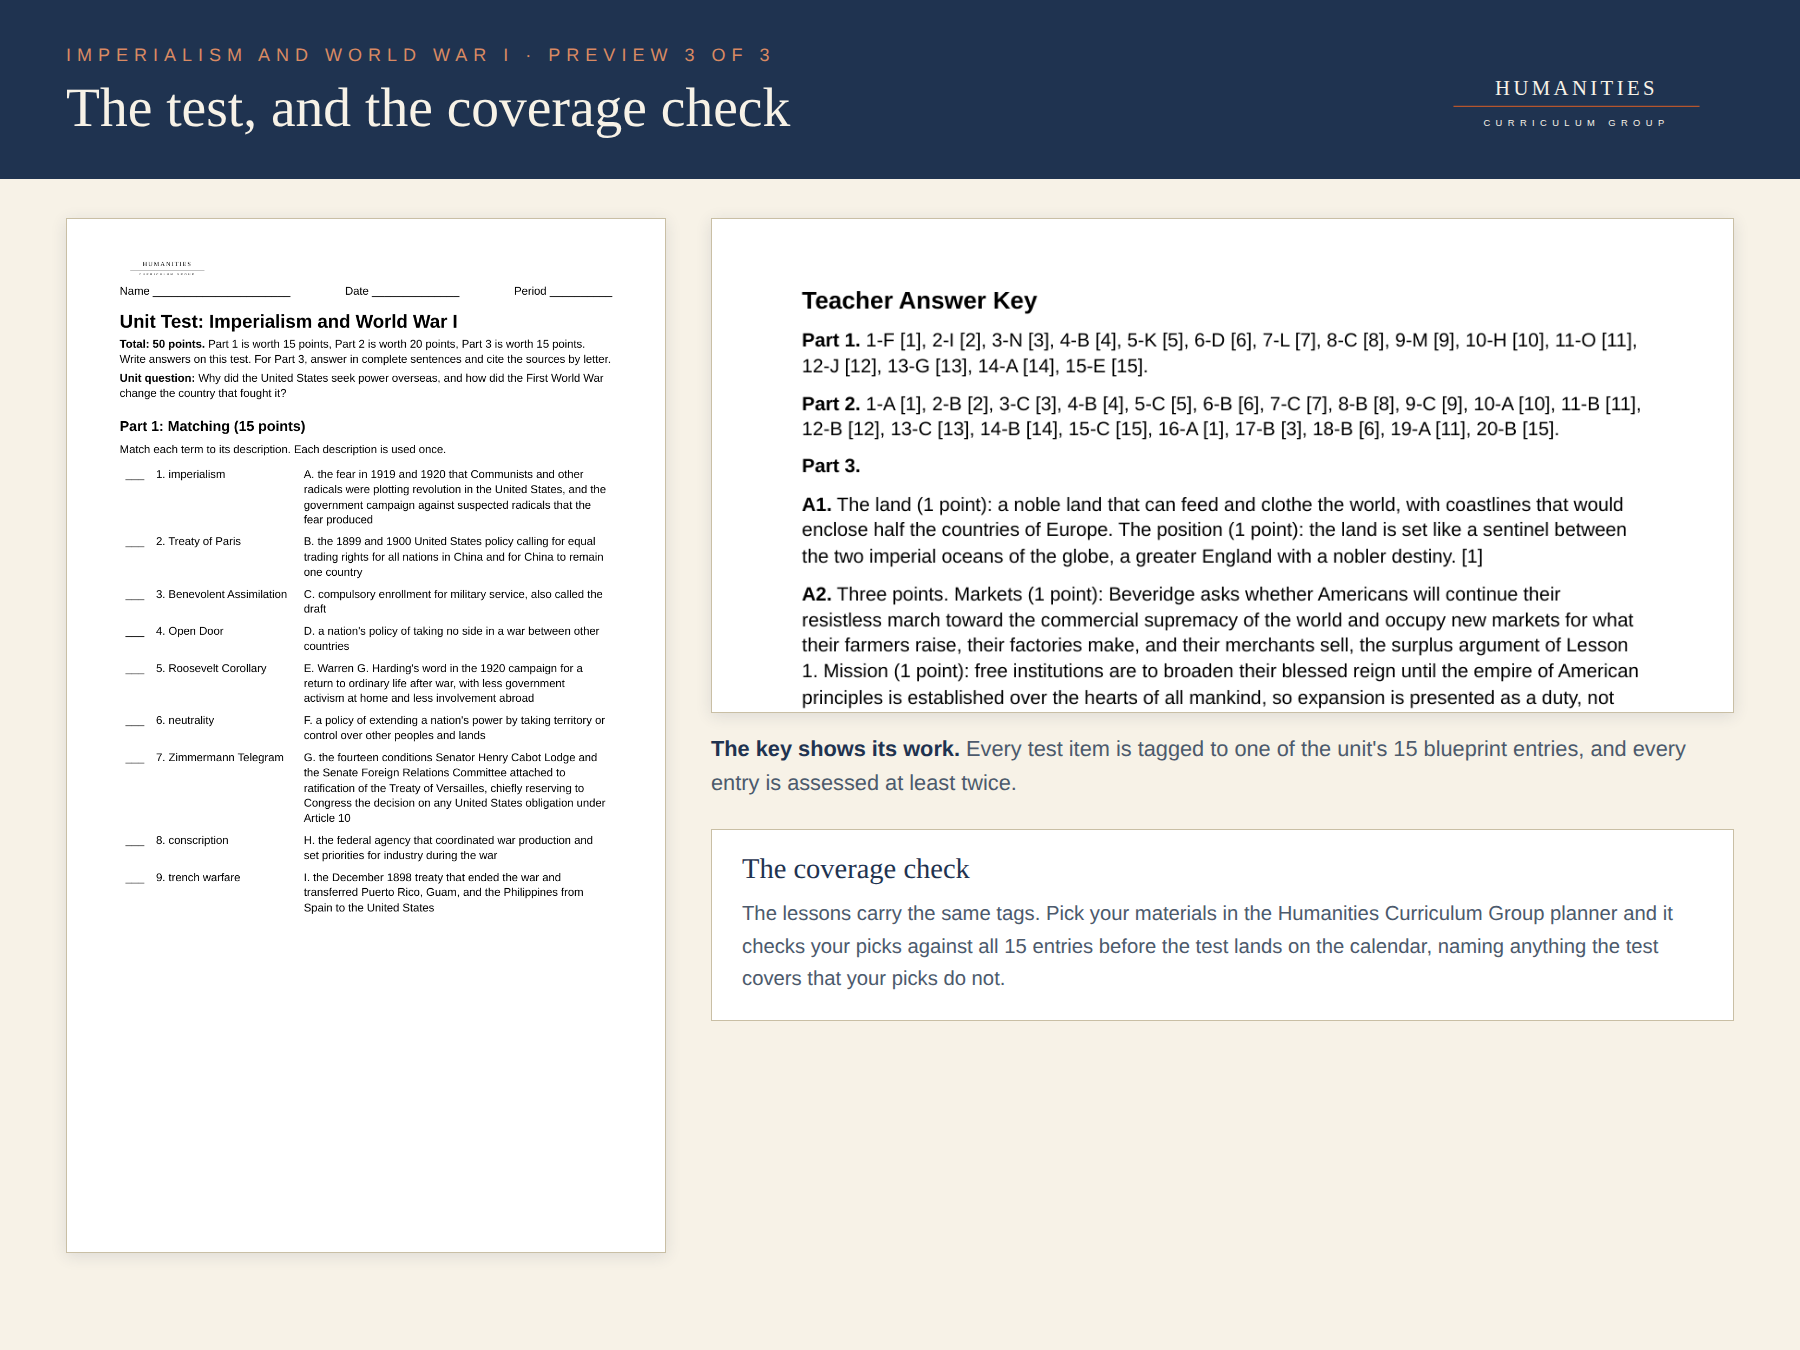 IMPERIALISM AND WORLD WAR I · PREVIEW 3 OF 3
The test, and the coverage check
HUMANITIES
CURRICULUM GROUP
HUMANITIES
CURRICULUM GROUP
Name ______________________ Date ______________ Period __________
Unit Test: Imperialism and World War I
Total: 50 points. Part 1 is worth 15 points, Part 2 is worth 20 points, Part 3 is worth 15 points.
Write answers on this test. For Part 3, answer in complete sentences and cite the sources by letter.
Unit question: Why did the United States seek power overseas, and how did the First World War
change the country that fought it?
Part 1: Matching (15 points)
Match each term to its description. Each description is used once.
___ 1. imperialism A. the fear in 1919 and 1920 that Communists and other
radicals were plotting revolution in the United States, and the
government campaign against suspected radicals that the
fear produced
___ 2. Treaty of Paris B. the 1899 and 1900 United States policy calling for equal
trading rights for all nations in China and for China to remain
one country
___ 3. Benevolent Assimilation C. compulsory enrollment for military service, also called the
draft
___ 4. Open Door D. a nation's policy of taking no side in a war between other
countries
___ 5. Roosevelt Corollary E. Warren G. Harding's word in the 1920 campaign for a
return to ordinary life after war, with less government
activism at home and less involvement abroad
___ 6. neutrality F. a policy of extending a nation's power by taking territory or
control over other peoples and lands
___ 7. Zimmermann Telegram G. the fourteen conditions Senator Henry Cabot Lodge and
the Senate Foreign Relations Committee attached to
ratification of the Treaty of Versailles, chiefly reserving to
Congress the decision on any United States obligation under
Article 10
___ 8. conscription H. the federal agency that coordinated war production and
set priorities for industry during the war
___ 9. trench warfare I. the December 1898 treaty that ended the war and
transferred Puerto Rico, Guam, and the Philippines from
Spain to the United States
Teacher Answer Key
Part 1. 1-F [1], 2-I [2], 3-N [3], 4-B [4], 5-K [5], 6-D [6], 7-L [7], 8-C [8], 9-M [9], 10-H [10], 11-O [11],
12-J [12], 13-G [13], 14-A [14], 15-E [15].
Part 2. 1-A [1], 2-B [2], 3-C [3], 4-B [4], 5-C [5], 6-B [6], 7-C [7], 8-B [8], 9-C [9], 10-A [10], 11-B [11],
12-B [12], 13-C [13], 14-B [14], 15-C [15], 16-A [1], 17-B [3], 18-B [6], 19-A [11], 20-B [15].
Part 3.
A1. The land (1 point): a noble land that can feed and clothe the world, with coastlines that would
enclose half the countries of Europe. The position (1 point): the land is set like a sentinel between
the two imperial oceans of the globe, a greater England with a nobler destiny. [1]
A2. Three points. Markets (1 point): Beveridge asks whether Americans will continue their
resistless march toward the commercial supremacy of the world and occupy new markets for what
their farmers raise, their factories make, and their merchants sell, the surplus argument of Lesson
1. Mission (1 point): free institutions are to broaden their blessed reign until the empire of American
principles is established over the hearts of all mankind, so expansion is presented as a duty, not
The key shows its work. Every test item is tagged to one of the unit's 15 blueprint entries, and every
entry is assessed at least twice.
The coverage check
The lessons carry the same tags. Pick your materials in the Humanities Curriculum Group planner and it
checks your picks against all 15 entries before the test lands on the calendar, naming anything the test
covers that your picks do not.